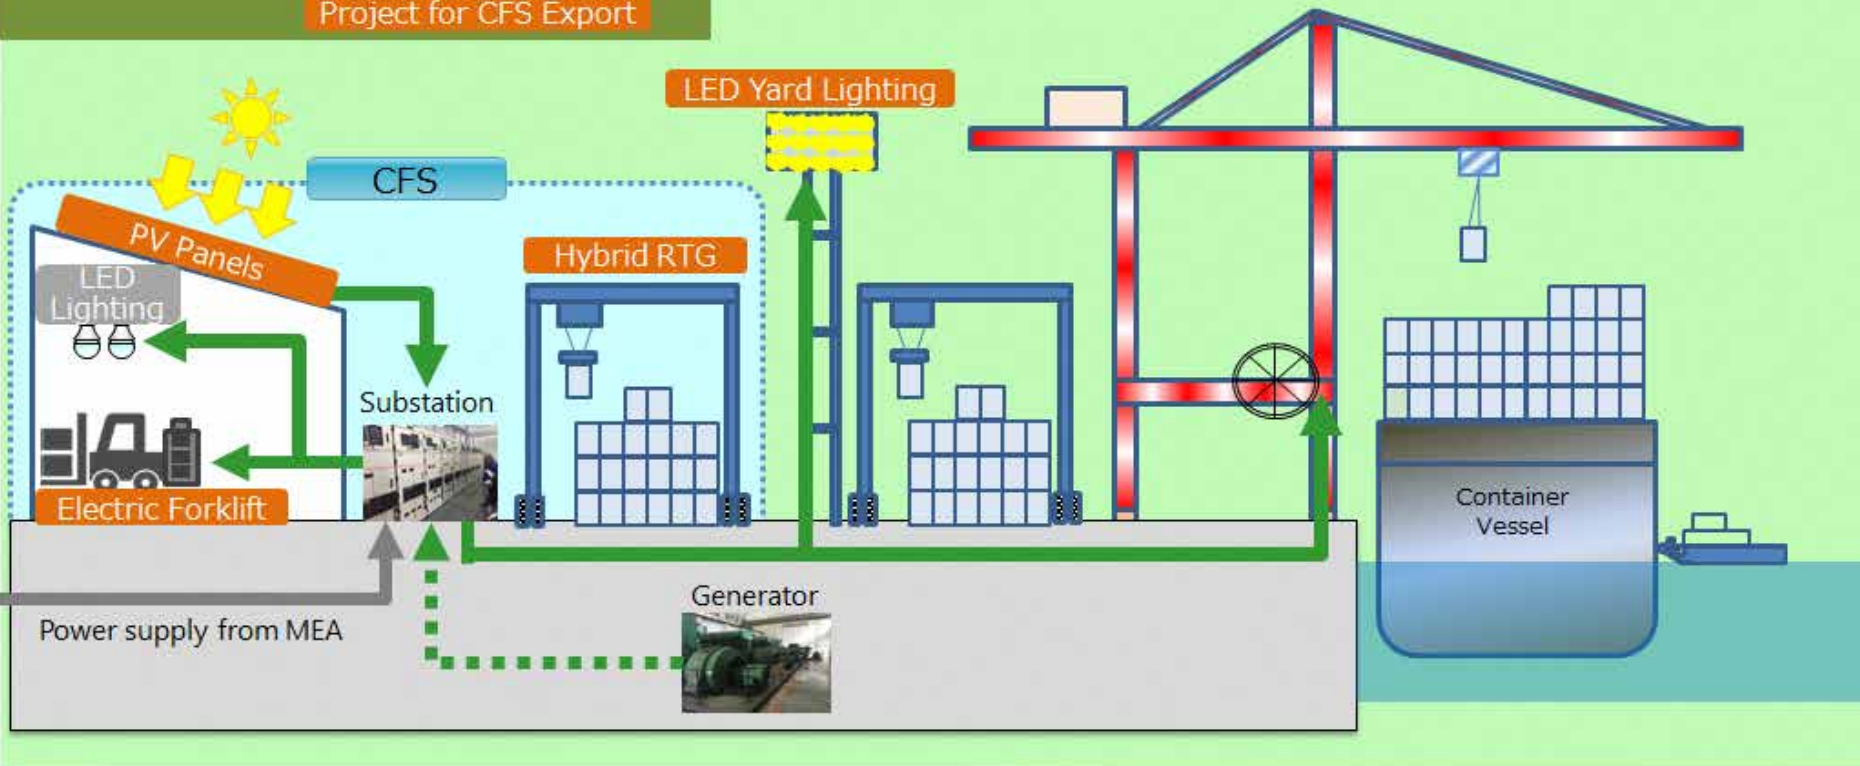 Project for CFS Export
LED Yard Lighting
CFS
PV Panels
Hybrid RTG
LED
Lighting
Substation
Electric Forklift
Container
Vessel
Generator
Power supply from MEA